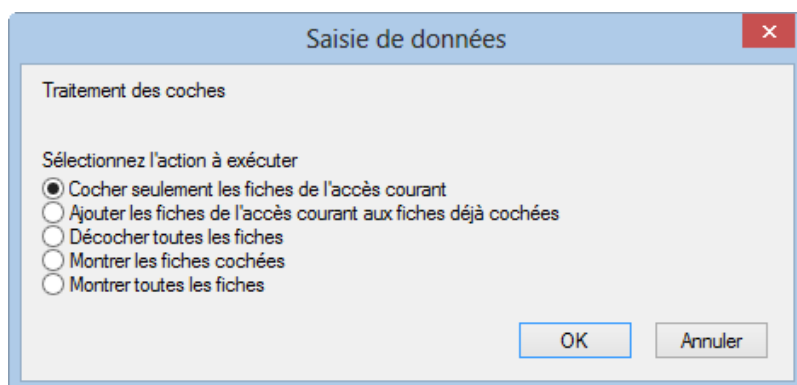 Saisie de données
Traitement des coches
Sélectionnez l'action à exécuter
Cocher seulement les fiches de l'accès courant
Ajouter les fiches de l'accès courant aux fiches déjà cochées
Décocher toutes les fiches
Montrer les fiches cochées
Montrer toutes les fiches
OK Annuler